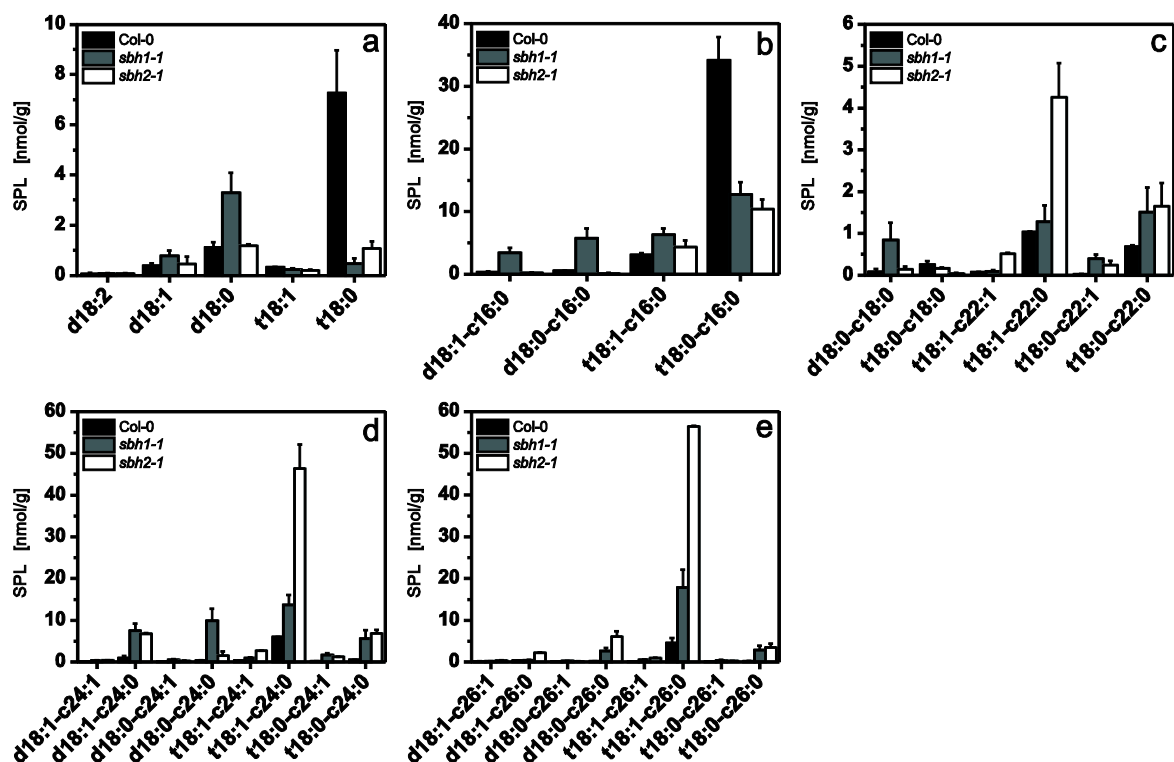 a
Col-0
sbh1-1
sbh2-1
SPL [nmol/g]
10
8
6
4
2
0
d18:2
d18:1
d18:0
t18:1
t18:0
b
Col-0
sbh1-1
sbh2-1
SPL [nmol/g]
40
30
20
10
0
d18:1-c16:0
d18:0-c16:0
t18:1-c16:0
t18:0-c16:0
c
Col-0
sbh1-1
sbh2-1
SPL [nmol/g]
6
5
4
3
2
1
0
d18:0-c18:0
t18:0-c18:0
t18:1-c22:1
t18:1-c22:0
t18:0-c22:1
t18:0-c22:0
d
Col-0
sbh1-1
sbh2-1
SPL [nmol/g]
60
50
40
30
20
10
0
d18:1-c24:1
d18:1-c24:0
d18:0-c24:1
d18:0-c24:0
t18:1-c24:1
t18:1-c24:0
t18:0-c24:1
t18:0-c24:0
e
Col-0
sbh1-1
sbh2-1
SPL [nmol/g]
60
50
40
30
20
10
0
d18:1-c26:1
d18:1-c26:0
d18:0-c26:1
d18:0-c26:0
t18:1-c26:1
t18:1-c26:0
t18:0-c26:1
t18:0-c26:0